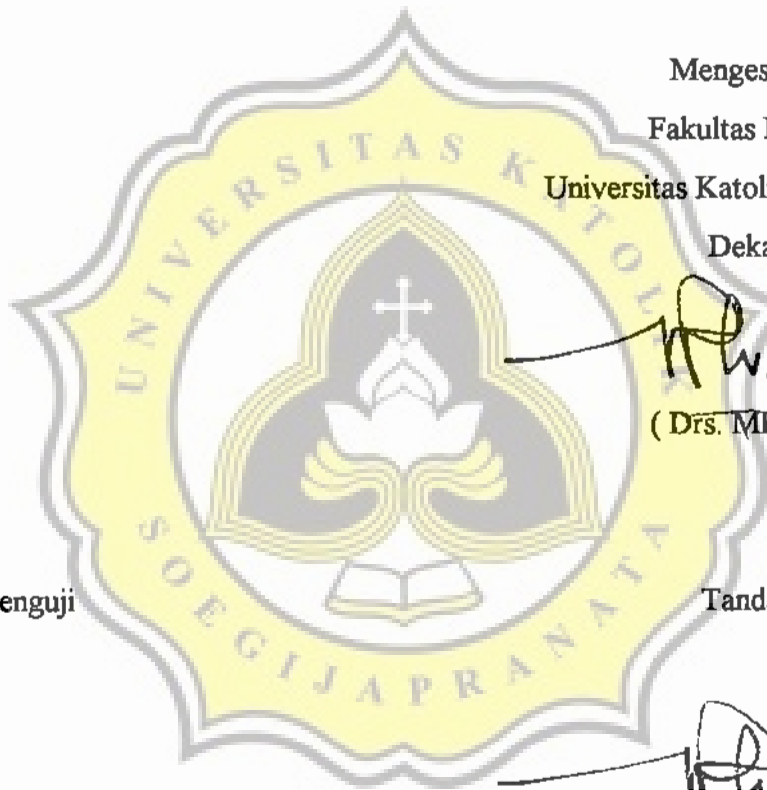 Menges
Fakultas
Universitas Katol
Deka
( Drs. M
enguji
Tand
UNIVERSITAS KATOLIK
SOEGIJAPRANATA